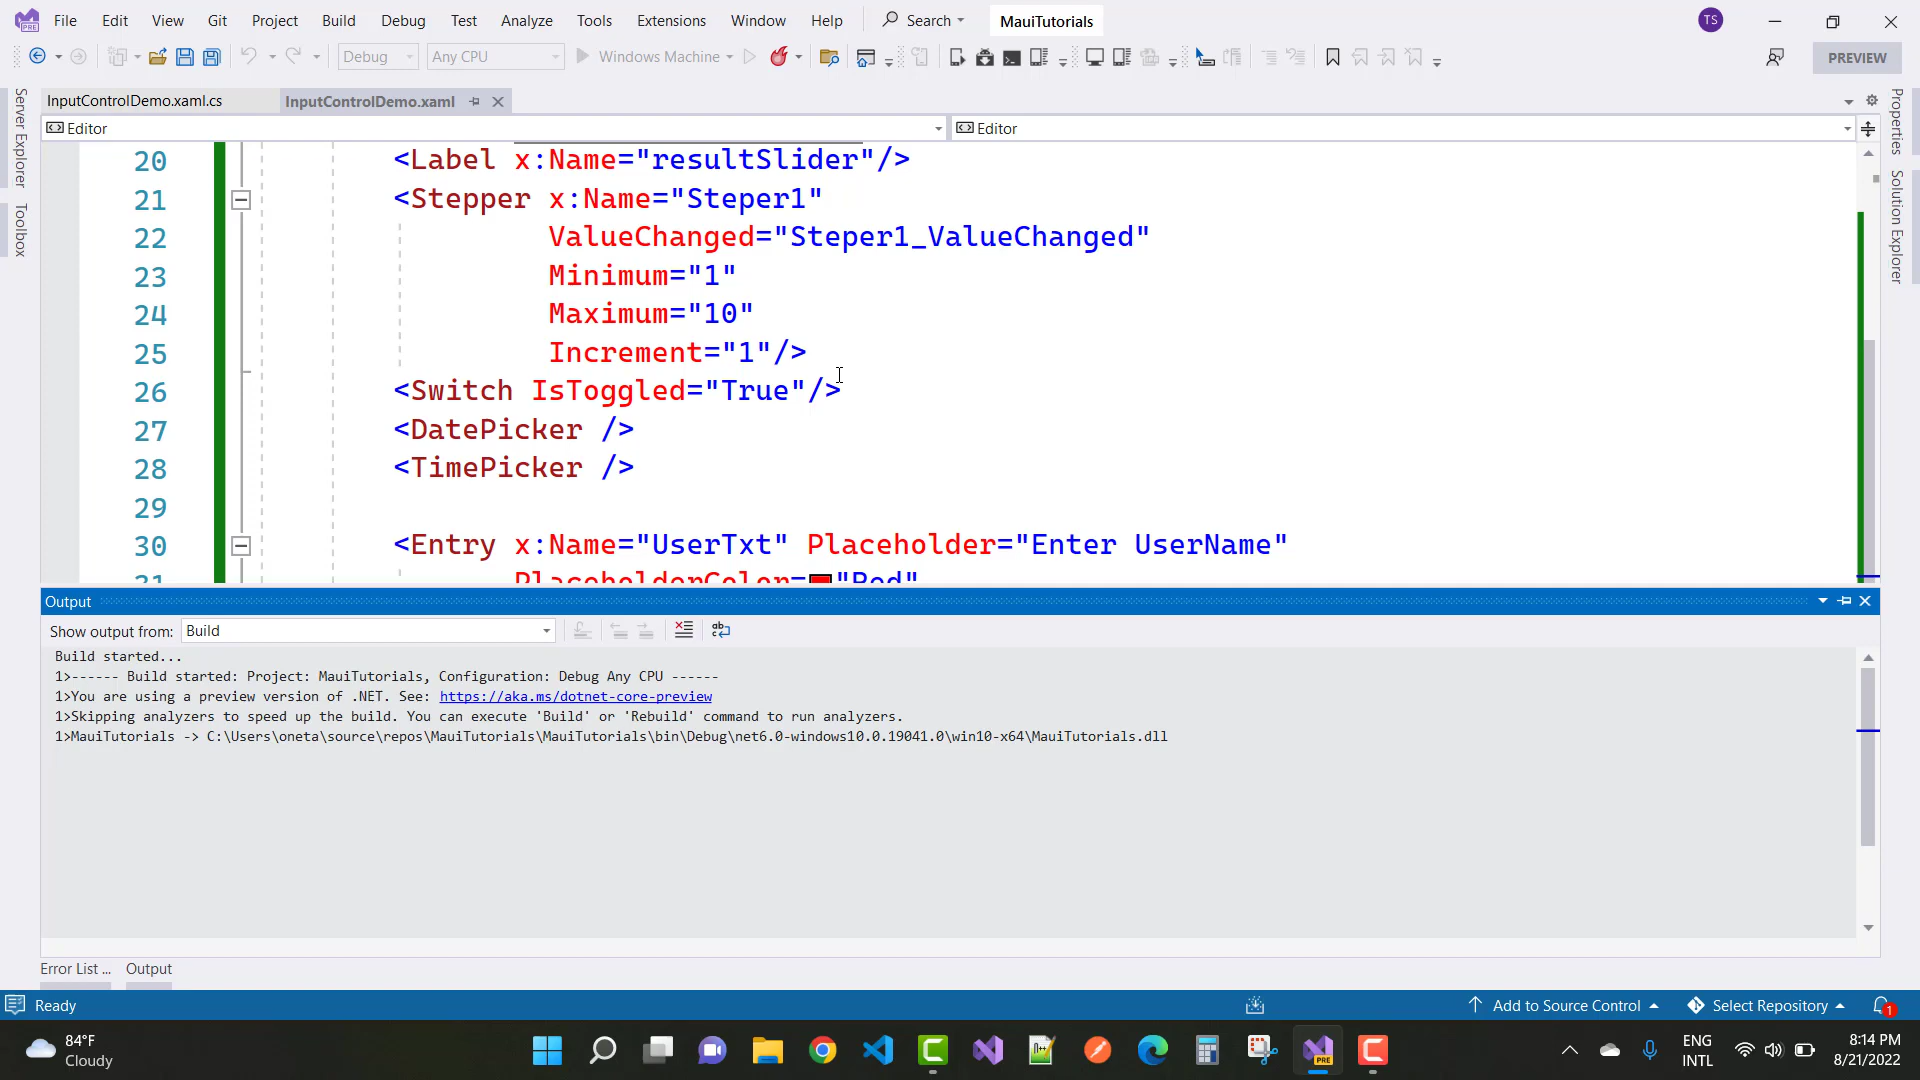 File Edit View Git Project Build Debug Test Analyze Tools Extensions Window Help Search MauiTutorials TS
Debug Any CPU Windows Machine PREVIEW
InputControlDemo.xaml.cs InputControlDemo.xaml
Editor Editor
Server Explorer
Toolbox
Properties
Solution Explorer
20 <Label x:Name="resultSlider"/>
21 <Stepper x:Name="Steper1"
22 ValueChanged="Steper1_ValueChanged"
23 Minimum="1"
24 Maximum="10"
25 Increment="1"/>
26 <Switch IsToggled="True"/>
27 <DatePicker />
28 <TimePicker />
29
30 <Entry x:Name="UserTxt" Placeholder="Enter UserName"
31 PlaceholderColor="Red"
Output
Show output from: Build
Build started...
1>------ Build started: Project: MauiTutorials, Configuration: Debug Any CPU ------
1>You are using a preview version of .NET. See: https://aka.ms/dotnet-core-preview
1>Skipping analyzers to speed up the build. You can execute 'Build' or 'Rebuild' command to run analyzers.
1>MauiTutorials -> C:\Users\oneta\source\repos\MauiTutorials\MauiTutorials\bin\Debug\net6.0-windows10.0.19041.0\win10-x64\MauiTutorials.dll
Error List ... Output
Ready Add to Source Control Select Repository 1
84°F
Cloudy
PRE
ENG
INTL
8:14 PM
8/21/2022